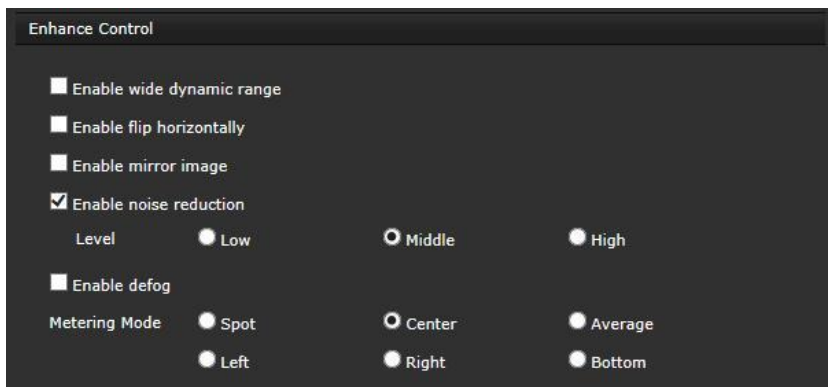 Enhance Control
Enable wide dynamic range
Enable flip horizontally
Enable mirror image
Enable noise reduction
Level Low Middle High
Enable defog
Metering Mode Spot Center Average
Left Right Bottom